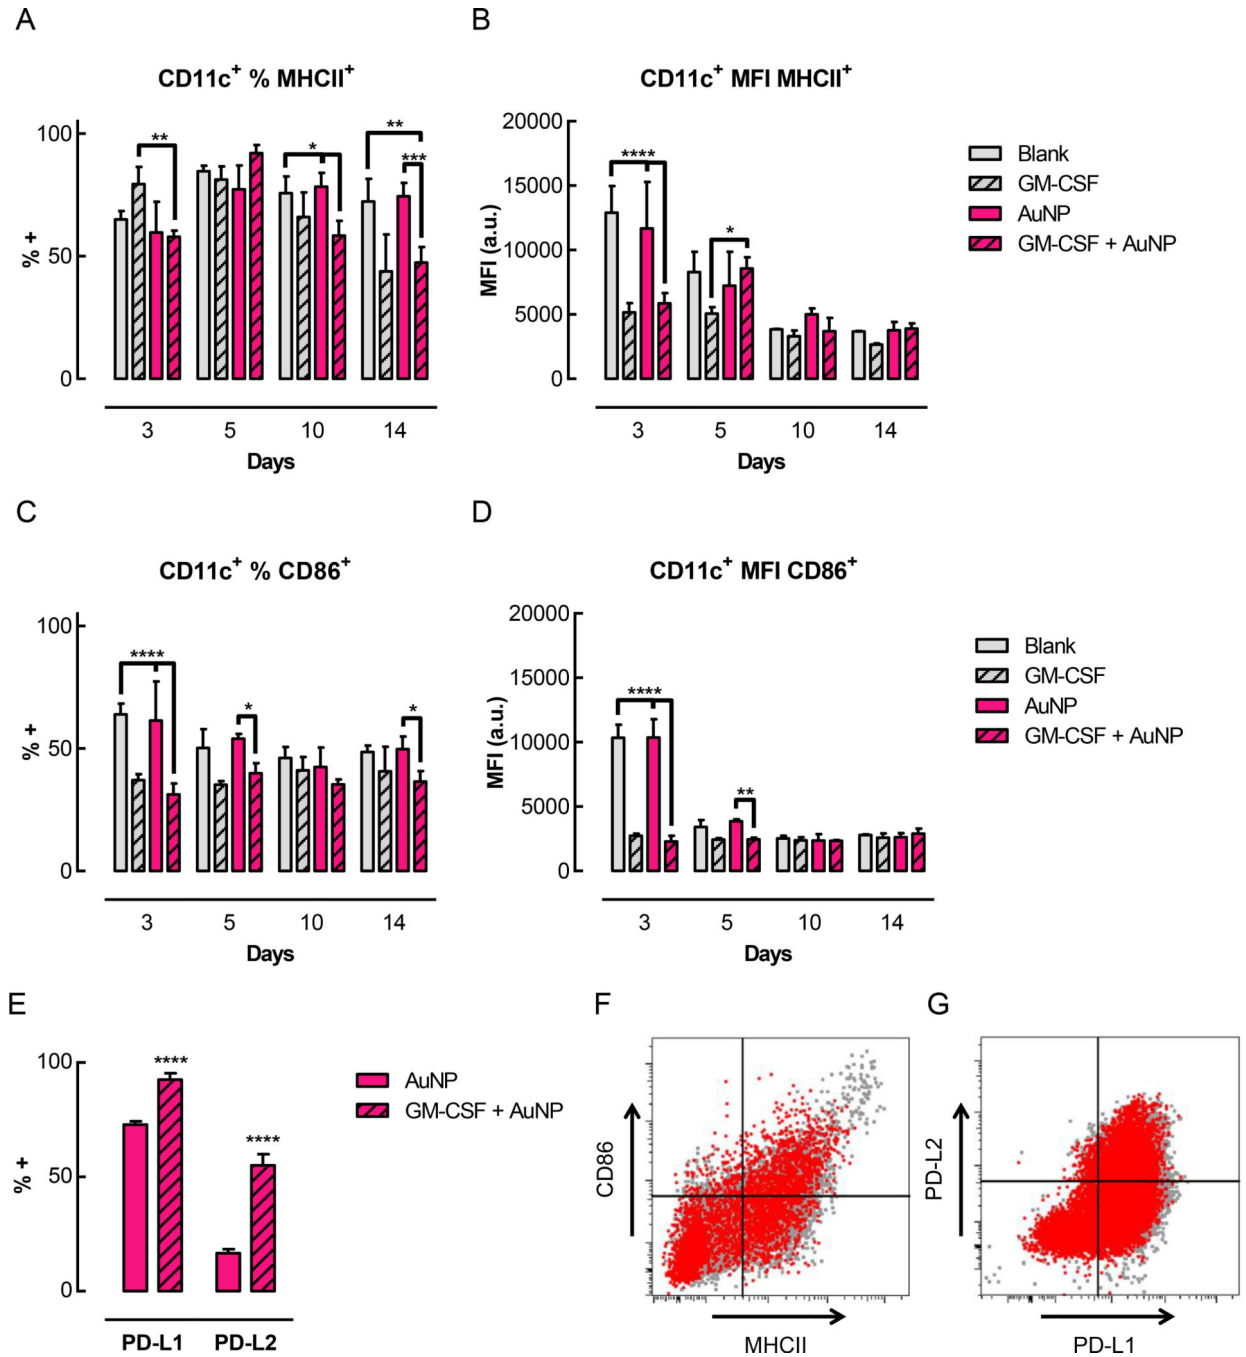 A
B
CD11c+ % MHCII+
CD11c+ MFI MHCII+
100
50
0
% +
**
*
**
***
3 5 10 14
Days
20000
15000
10000
5000
0
MFI (a.u.)
****
*
3 5 10 14
Days
Blank
GM-CSF
AuNP
GM-CSF + AuNP
C
D
CD11c+ % CD86+
CD11c+ MFI CD86+
100
50
0
% +
****
*
*
3 5 10 14
Days
20000
15000
10000
5000
0
MFI (a.u.)
****
**
3 5 10 14
Days
Blank
GM-CSF
AuNP
GM-CSF + AuNP
E
F
G
100
50
0
% +
****
****
PD-L1 PD-L2
AuNP
GM-CSF + AuNP
CD86
MHCII
PD-L2
PD-L1